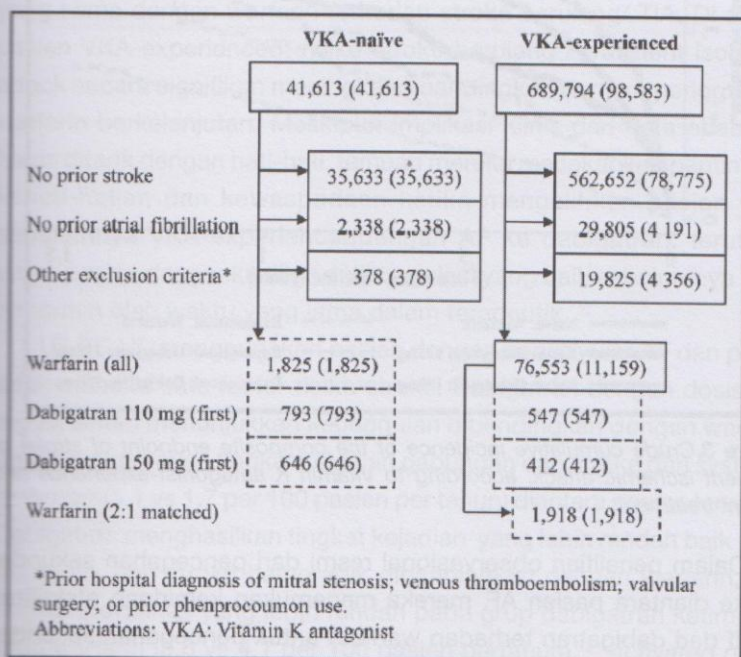 VKA-naïve VKA-experienced
41,613 (41,613) 689,794 (98,583)
No prior stroke 35,633 (35,633) 562,652 (78,775)
No prior atrial fibrillation 2,338 (2,338) 29,805 (4 191)
Other exclusion criteria* 378 (378) 19,825 (4 356)
Warfarin (all) 1,825 (1,825) 76,553 (11,159)
Dabigatran 110 mg (first) 793 (793) 547 (547)
Dabigatran 150 mg (first) 646 (646) 412 (412)
Warfarin (2:1 matched) 1,918 (1,918)
*Prior hospital diagnosis of mitral stenosis; venous thromboembolism; valvular
surgery; or prior phenprocoumon use.
Abbreviations: VKA: Vitamin K antagonist